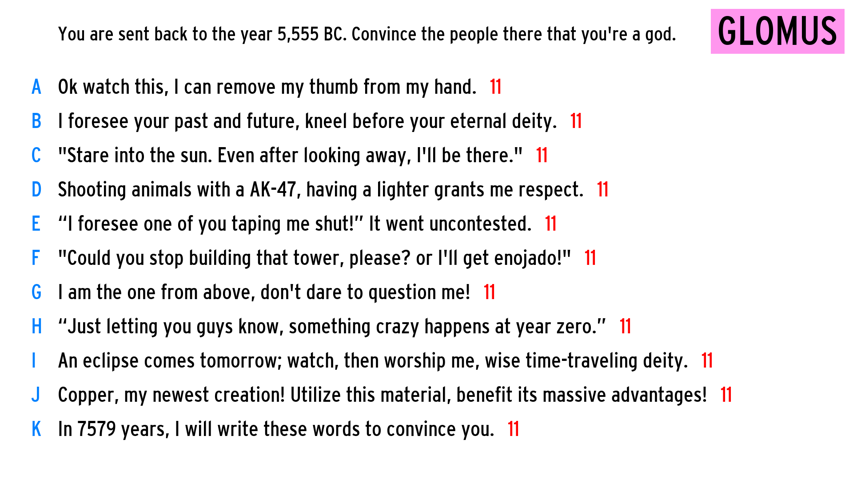 You are sent back to the year 5,555 BC. Convince the people there that you're a god.
GLOMUS
A Ok watch this, I can remove my thumb from my hand. 11
B I foresee your past and future, kneel before your eternal deity. 11
C "Stare into the sun. Even after looking away, I'll be there." 11
D Shooting animals with a AK-47, having a lighter grants me respect. 11
E “I foresee one of you taping me shut!” It went uncontested. 11
F "Could you stop building that tower, please? or I'll get enojado!" 11
G I am the one from above, don't dare to question me! 11
H “Just letting you guys know, something crazy happens at year zero.” 11
I An eclipse comes tomorrow; watch, then worship me, wise time-traveling deity. 11
J Copper, my newest creation! Utilize this material, benefit its massive advantages! 11
K In 7579 years, I will write these words to convince you. 11